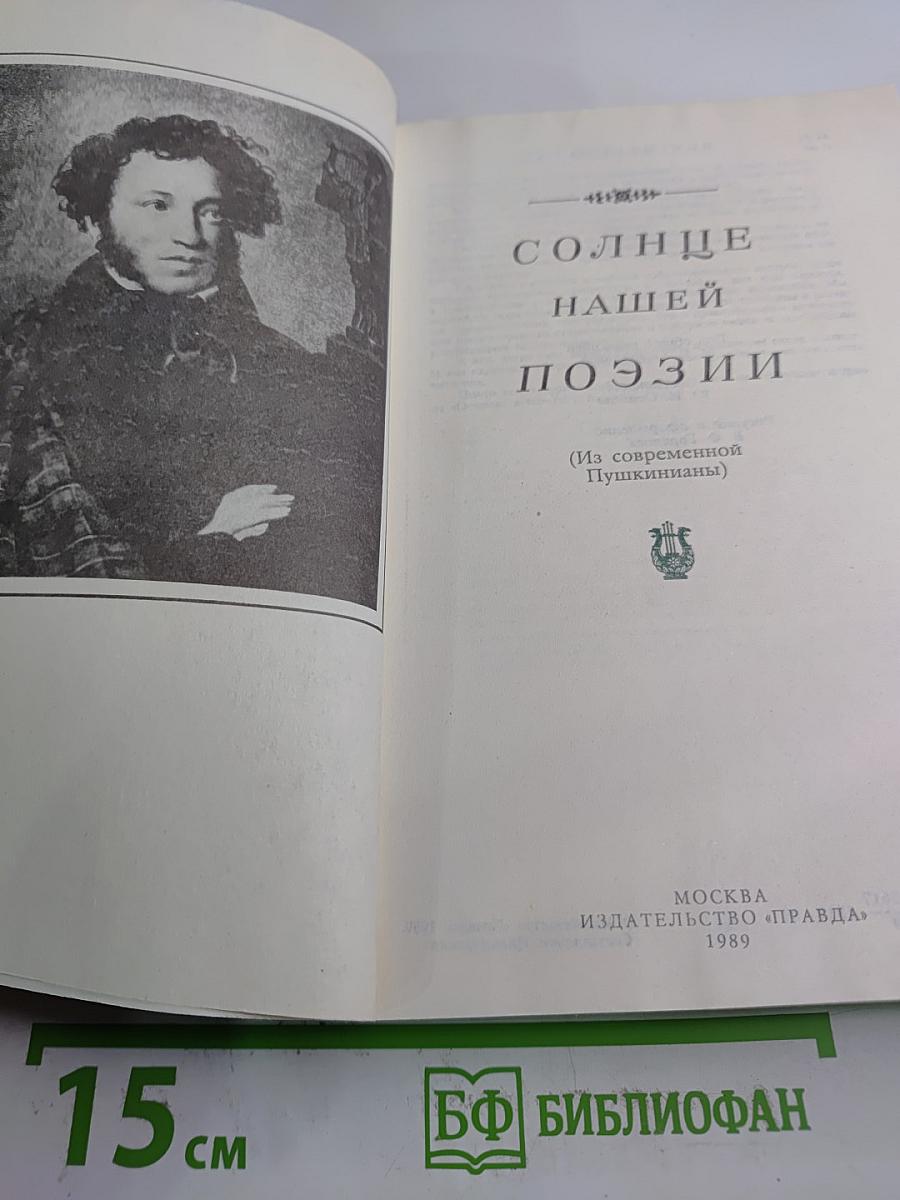 СОЛНЦЕ
НАШЕЙ
ПОЭЗИИ
(Из современной
Пушкинианы)
МОСКВА
ИЗДАТЕЛЬСТВО «ПРАВДА»
1989
15 см
БФ БИБЛИОФАН